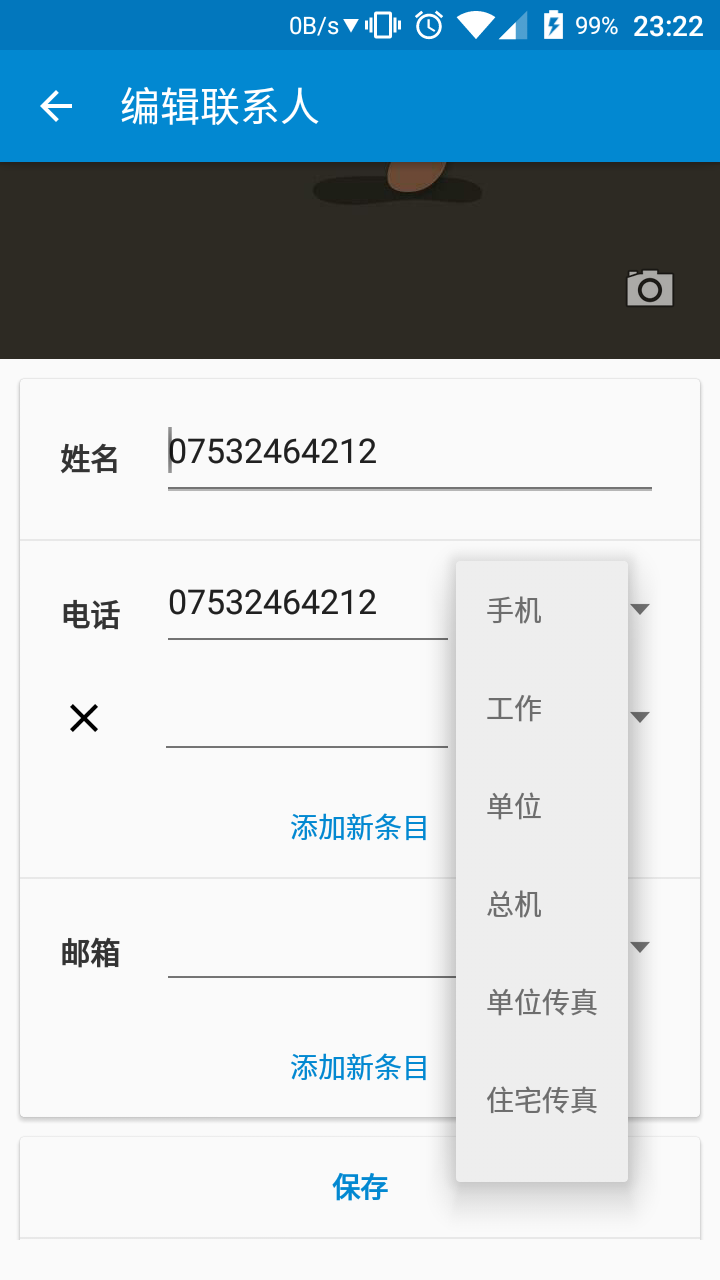 0B/s 99% 23:22
编辑联系人
姓名 07532464212
电话 07532464212
手机
工作
单位
添加新条目
总机
邮箱
单位传真
添加新条目
住宅传真
保存